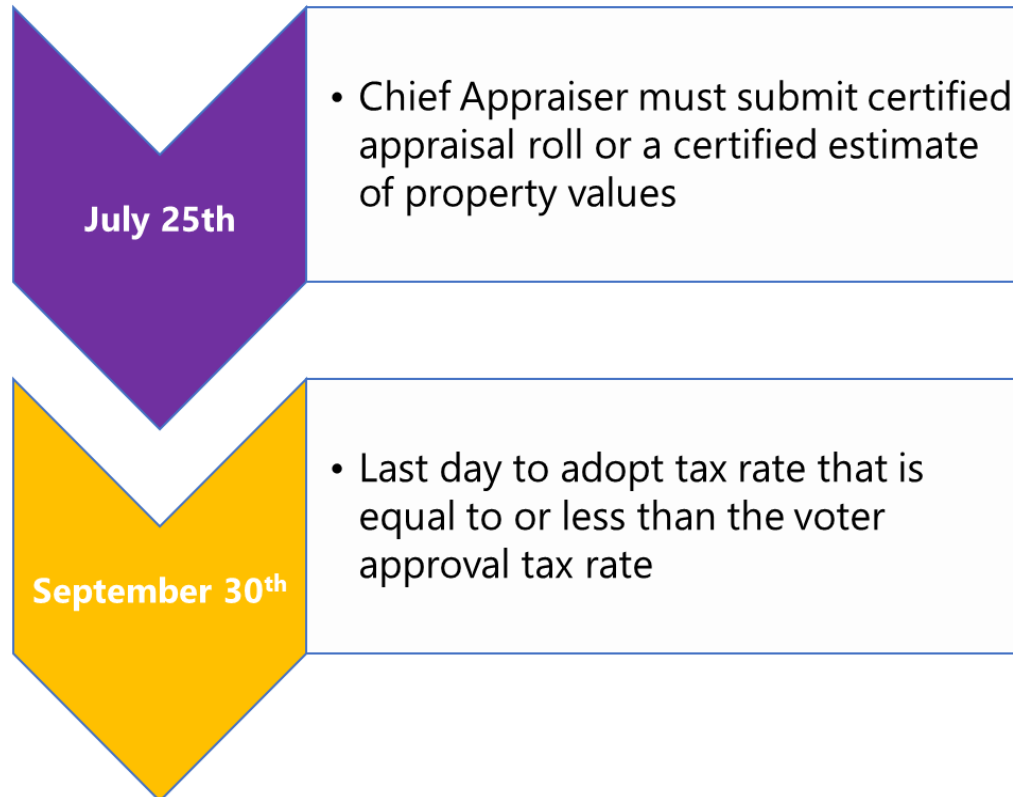 July 25th
• Chief Appraiser must submit certified
appraisal roll or a certified estimate
of property values
September 30th
• Last day to adopt tax rate that is
equal to or less than the voter
approval tax rate